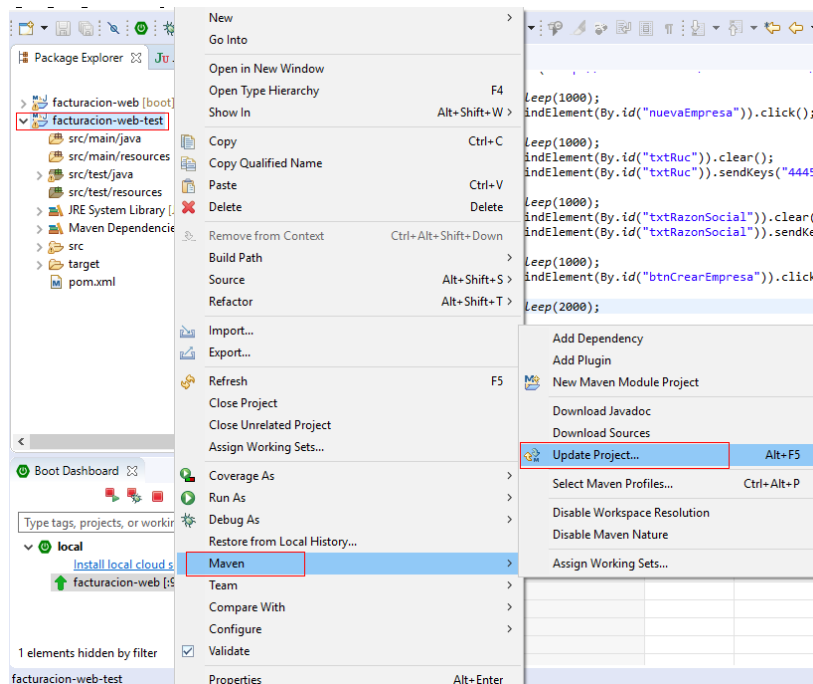 Package Explorer
Ju
facturacion-web [boot]
facturacion-web-test
src/main/java
src/main/resources
src/test/java
src/test/resources
JRE System Library [.
Maven Dependencie
src
target
pom.xml
Boot Dashboard
Type tags, projects, or workin
local
Install local cloud s
facturacion-web [:9
1 elements hidden by filter
facturacion-web-test
New
Go Into
Open in New Window
Open Type Hierarchy F4
Show In Alt+Shift+W >
Copy Ctrl+C
Copy Qualified Name
Paste Ctrl+V
Delete Delete
Remove from Context Ctrl+Alt+Shift+Down
Build Path >
Source Alt+Shift+S >
Refactor Alt+Shift+T >
Import...
Export...
Refresh F5
Close Project
Close Unrelated Project
Assign Working Sets...
Coverage As >
Run As >
Debug As >
Restore from Local History...
Maven >
Team >
Compare With >
Configure >
Validate
Properties Alt+Enter
leep(1000);
indElement(By.id("nuevaEmpresa")).click();
leep(1000);
indElement(By.id("txtRuc")).clear();
indElement(By.id("txtRuc")).sendKeys("4445
leep(1000);
indElement(By.id("txtRazonSocial")).clear(
indElement(By.id("txtRazonSocial")).sendKe
leep(1000);
indElement(By.id("btnCrearEmpresa")).click
leep(2000);
Add Dependency
Add Plugin
New Maven Module Project
Download Javadoc
Download Sources
Update Project... Alt+F5
Select Maven Profiles... Ctrl+Alt+P
Disable Workspace Resolution
Disable Maven Nature
Assign Working Sets...